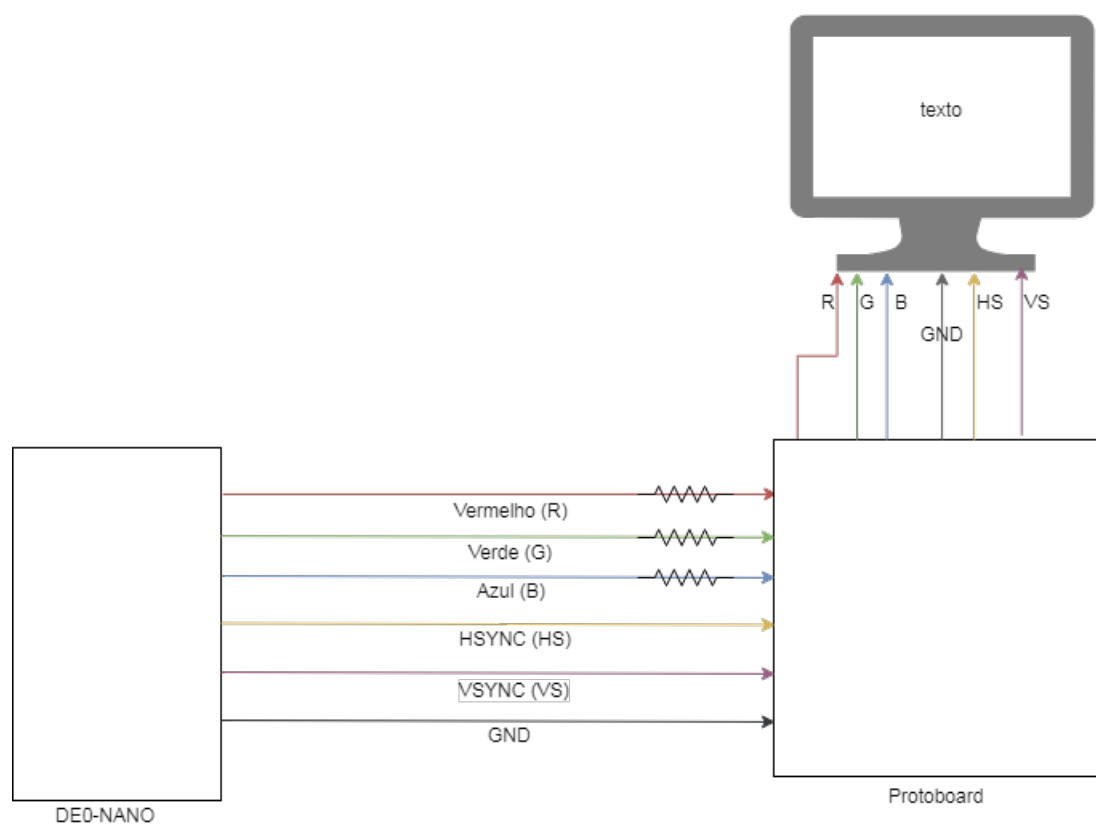 texto
R
G
B
HS
VS
GND
Vermelho (R)
Verde (G)
Azul (B)
HSYNC (HS)
VSYNC (VS)
GND
DE0-NANO
Protoboard